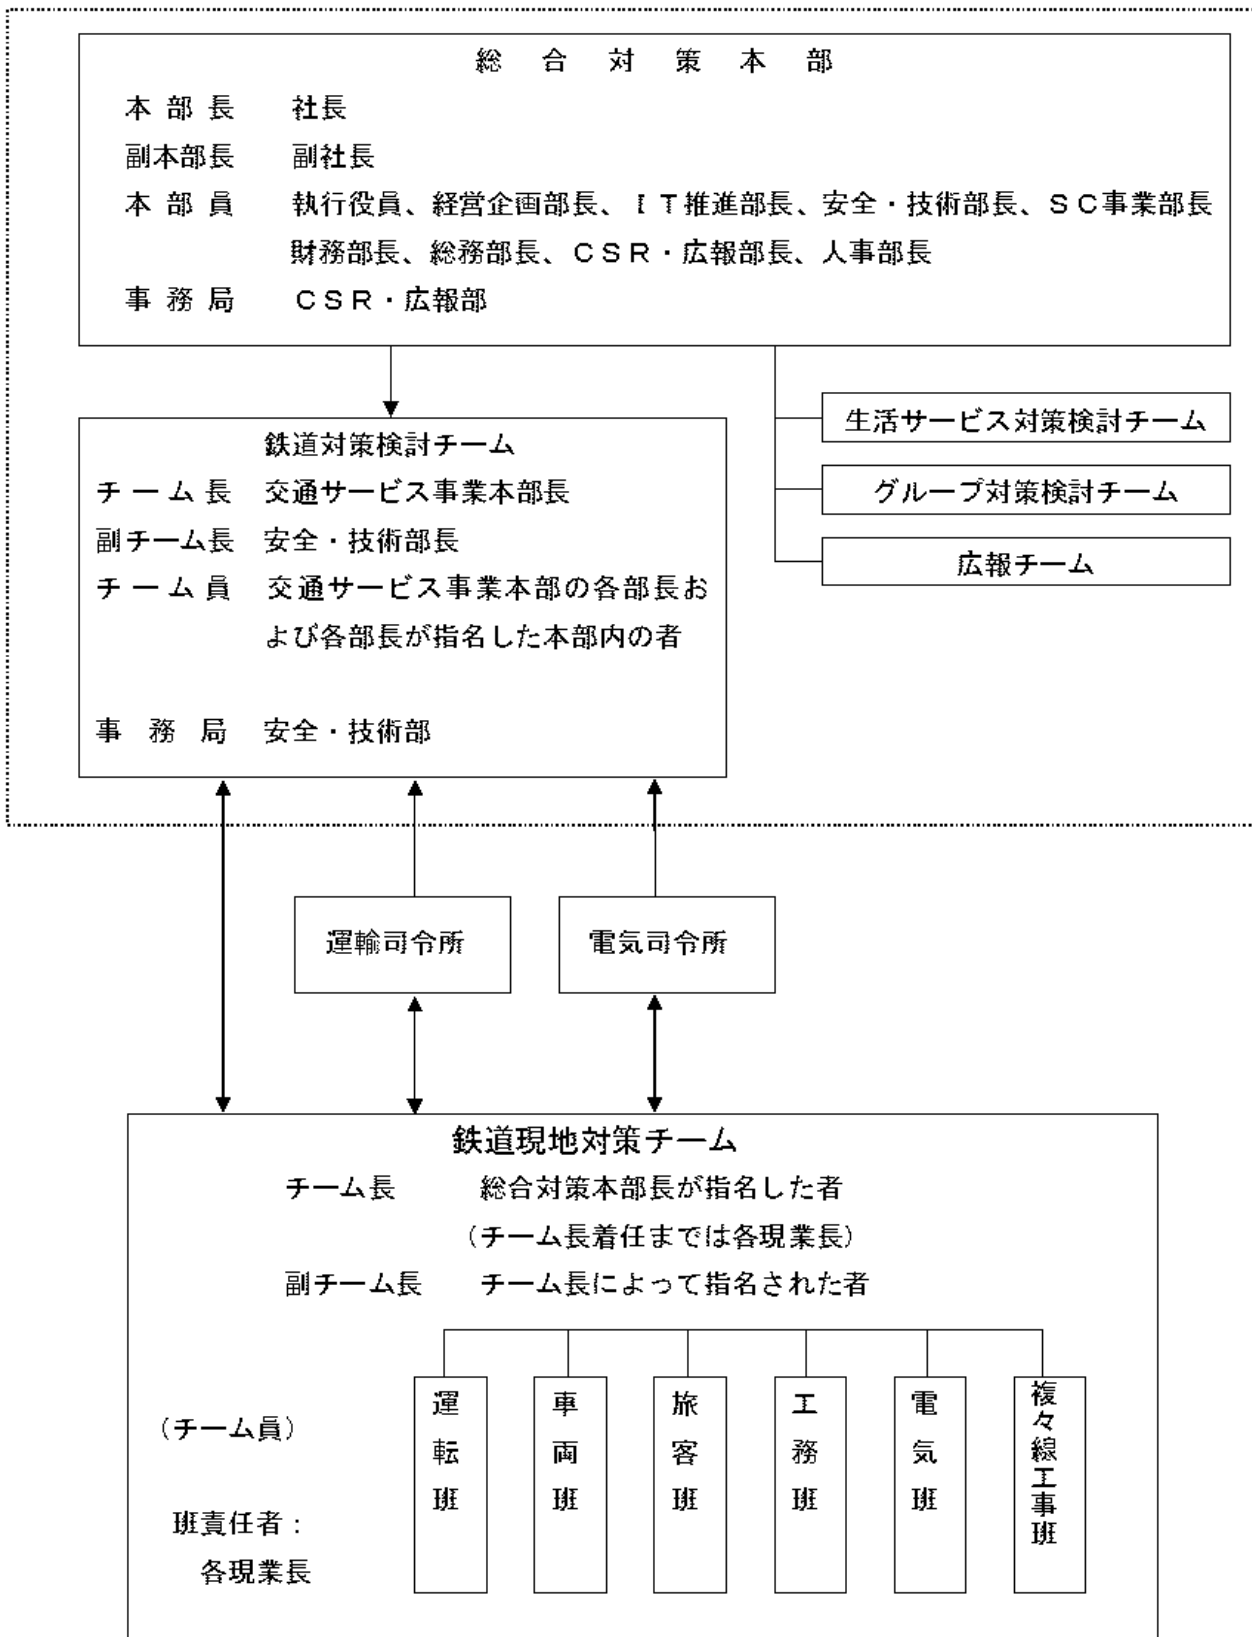 総合対策本部
本部長 社長
副本部長 副社長
本部員 執行役員、経営企画部長、IT推進部長、安全・技術部長、SC事業部長
財務部長、総務部長、CSR・広報部長、人事部長
事務局 CSR・広報部
生活サービス対策検討チーム
グループ対策検討チーム
広報チーム
鉄道対策検討チーム
チーム長 交通サービス事業本部長
副チーム長 安全・技術部長
チーム員 交通サービス事業本部の各部長お
よび各部長が指名した本部内の者
事務局 安全・技術部
運輸司令所
電気司令所
鉄道現地対策チーム
チーム長 総合対策本部長が指名した者
(チーム長着任までは各現業長)
副チーム長 チーム長によって指名された者
(チーム員)
班責任者:
各現業長
運転班
車両班
旅客班
工務班
電気班
複々線工事班